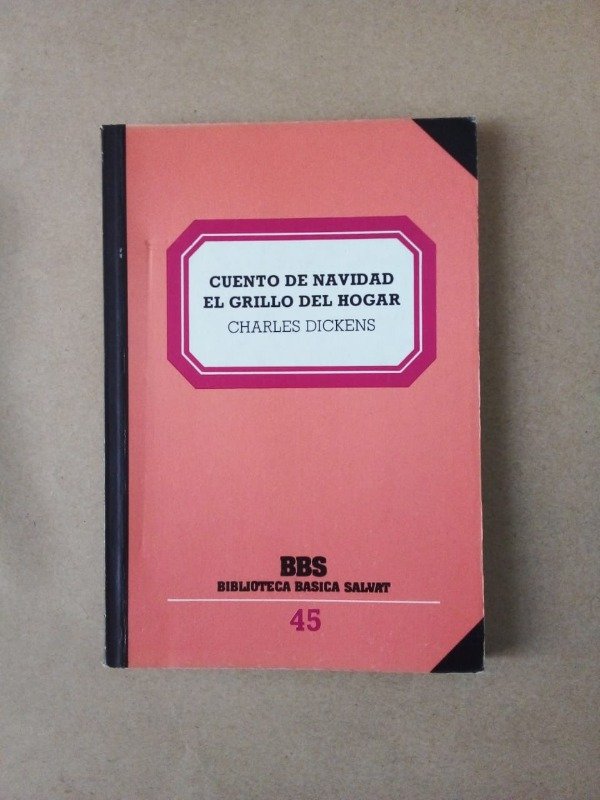 CUENTO DE NAVIDAD
EL GRILLO DEL HOGAR
CHARLES DICKENS
BBS
BIBLIOTECA BASICA SALVAT
45